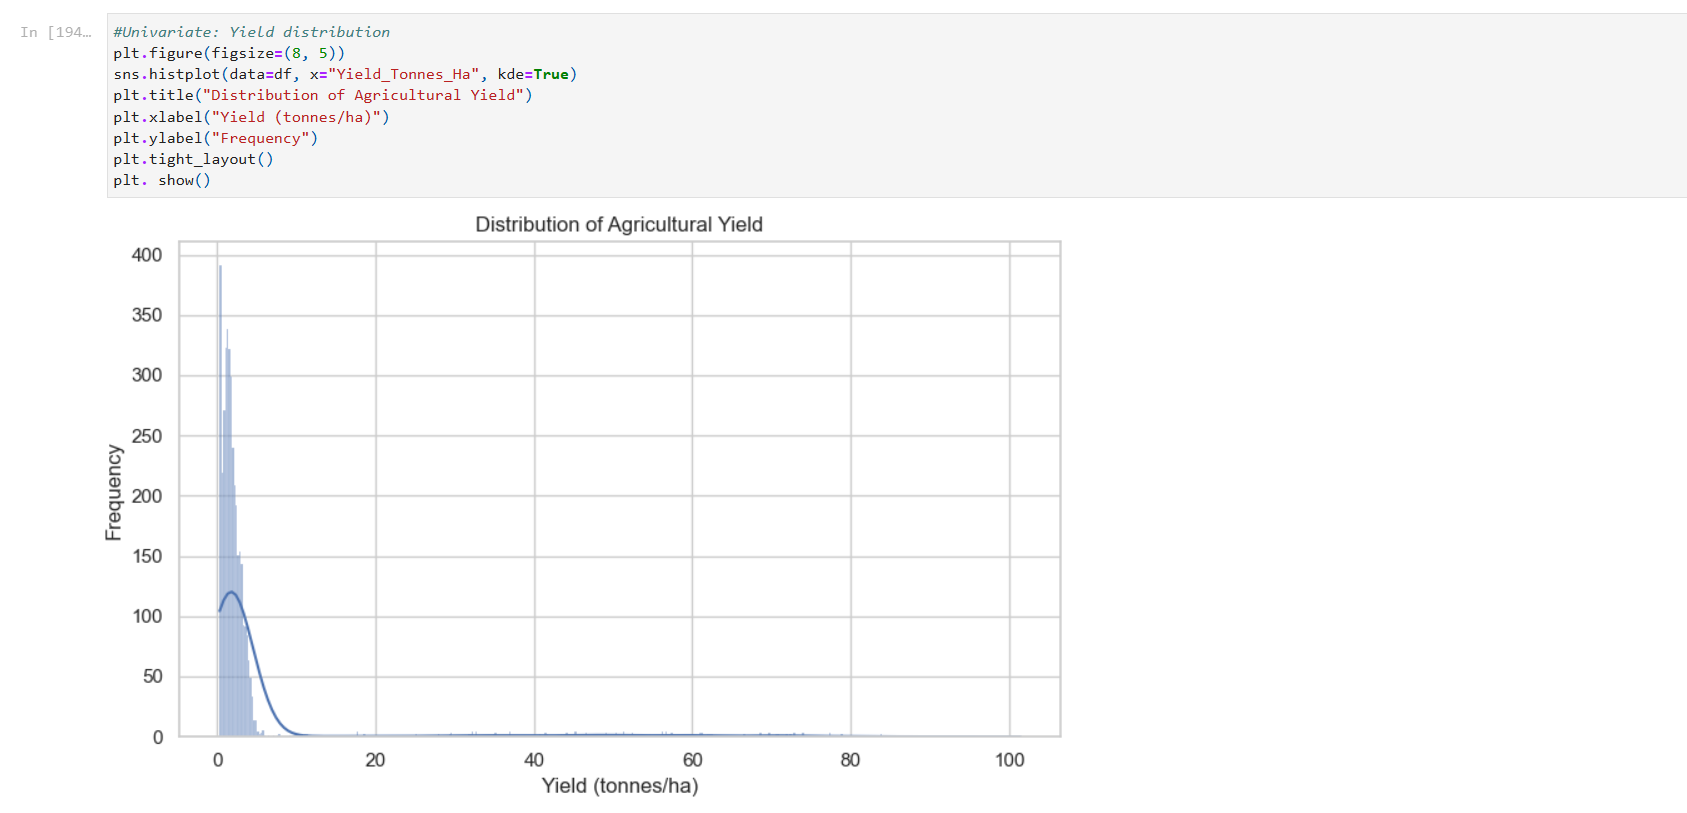 In [194…
#Univariate: Yield distribution
plt.figure(figsize=(8, 5))
sns.histplot(data=df, x="Yield_Tonnes_Ha", kde=True)
plt.title("Distribution of Agricultural Yield")
plt.xlabel("Yield (tonnes/ha)")
plt.ylabel("Frequency")
plt.tight_layout()
plt. show()
Distribution of Agricultural Yield
400
350
300
250
200
150
100
50
0
Frequency
0 20 40 60 80 100
Yield (tonnes/ha)